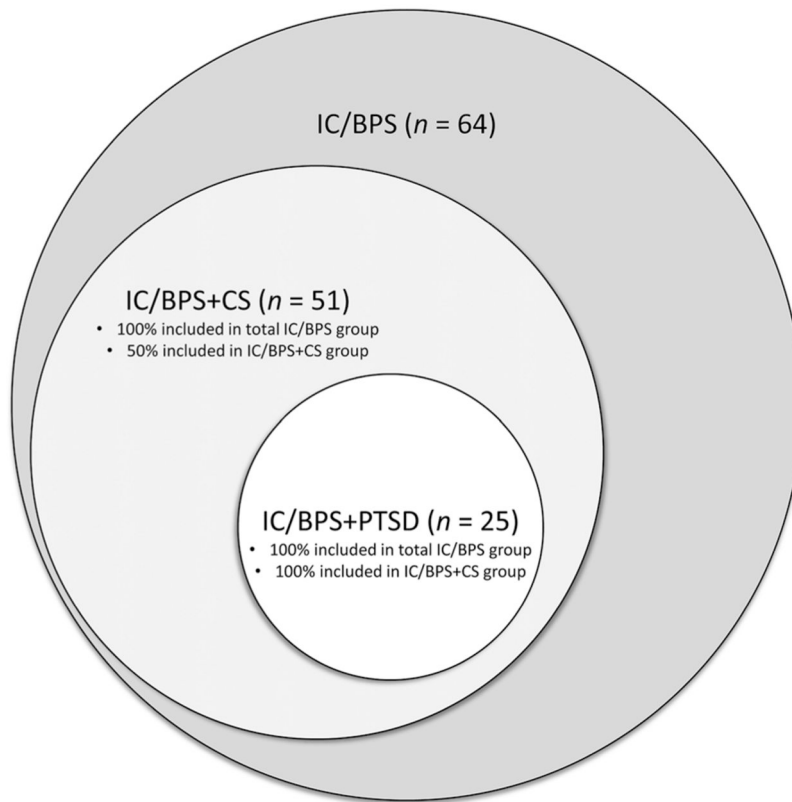 IC/BPS (n = 64)
IC/BPS+CS (n = 51)
• 100% included in total IC/BPS group
• 50% included in IC/BPS+CS group
IC/BPS+PTSD (n = 25)
• 100% included in total IC/BPS group
• 100% included in IC/BPS+CS group